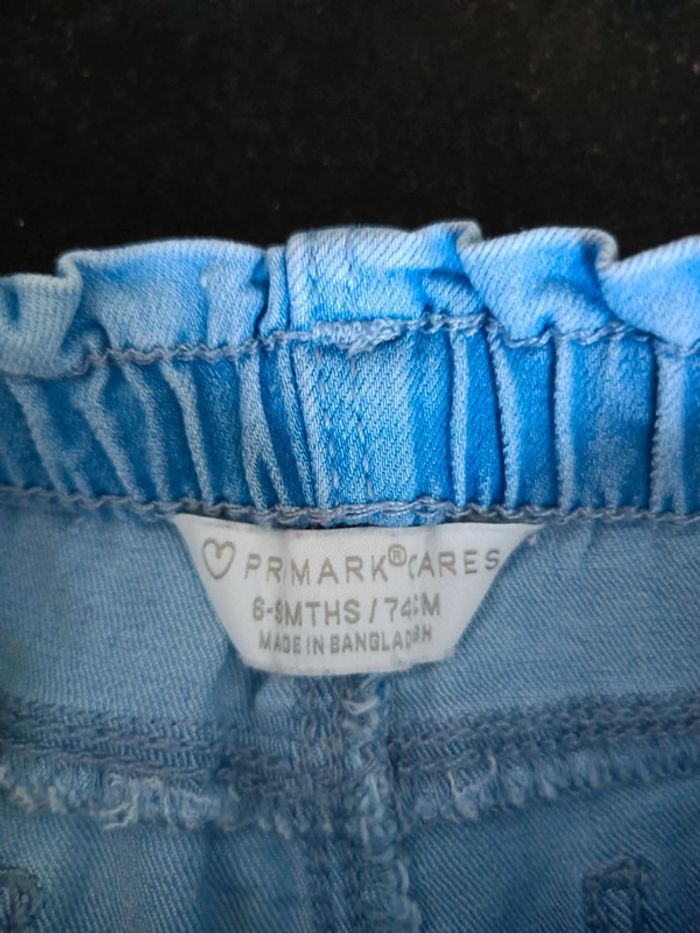 PRIMARK® CARES
6-9MTHS / 74CM
MADE IN BANGLADESH